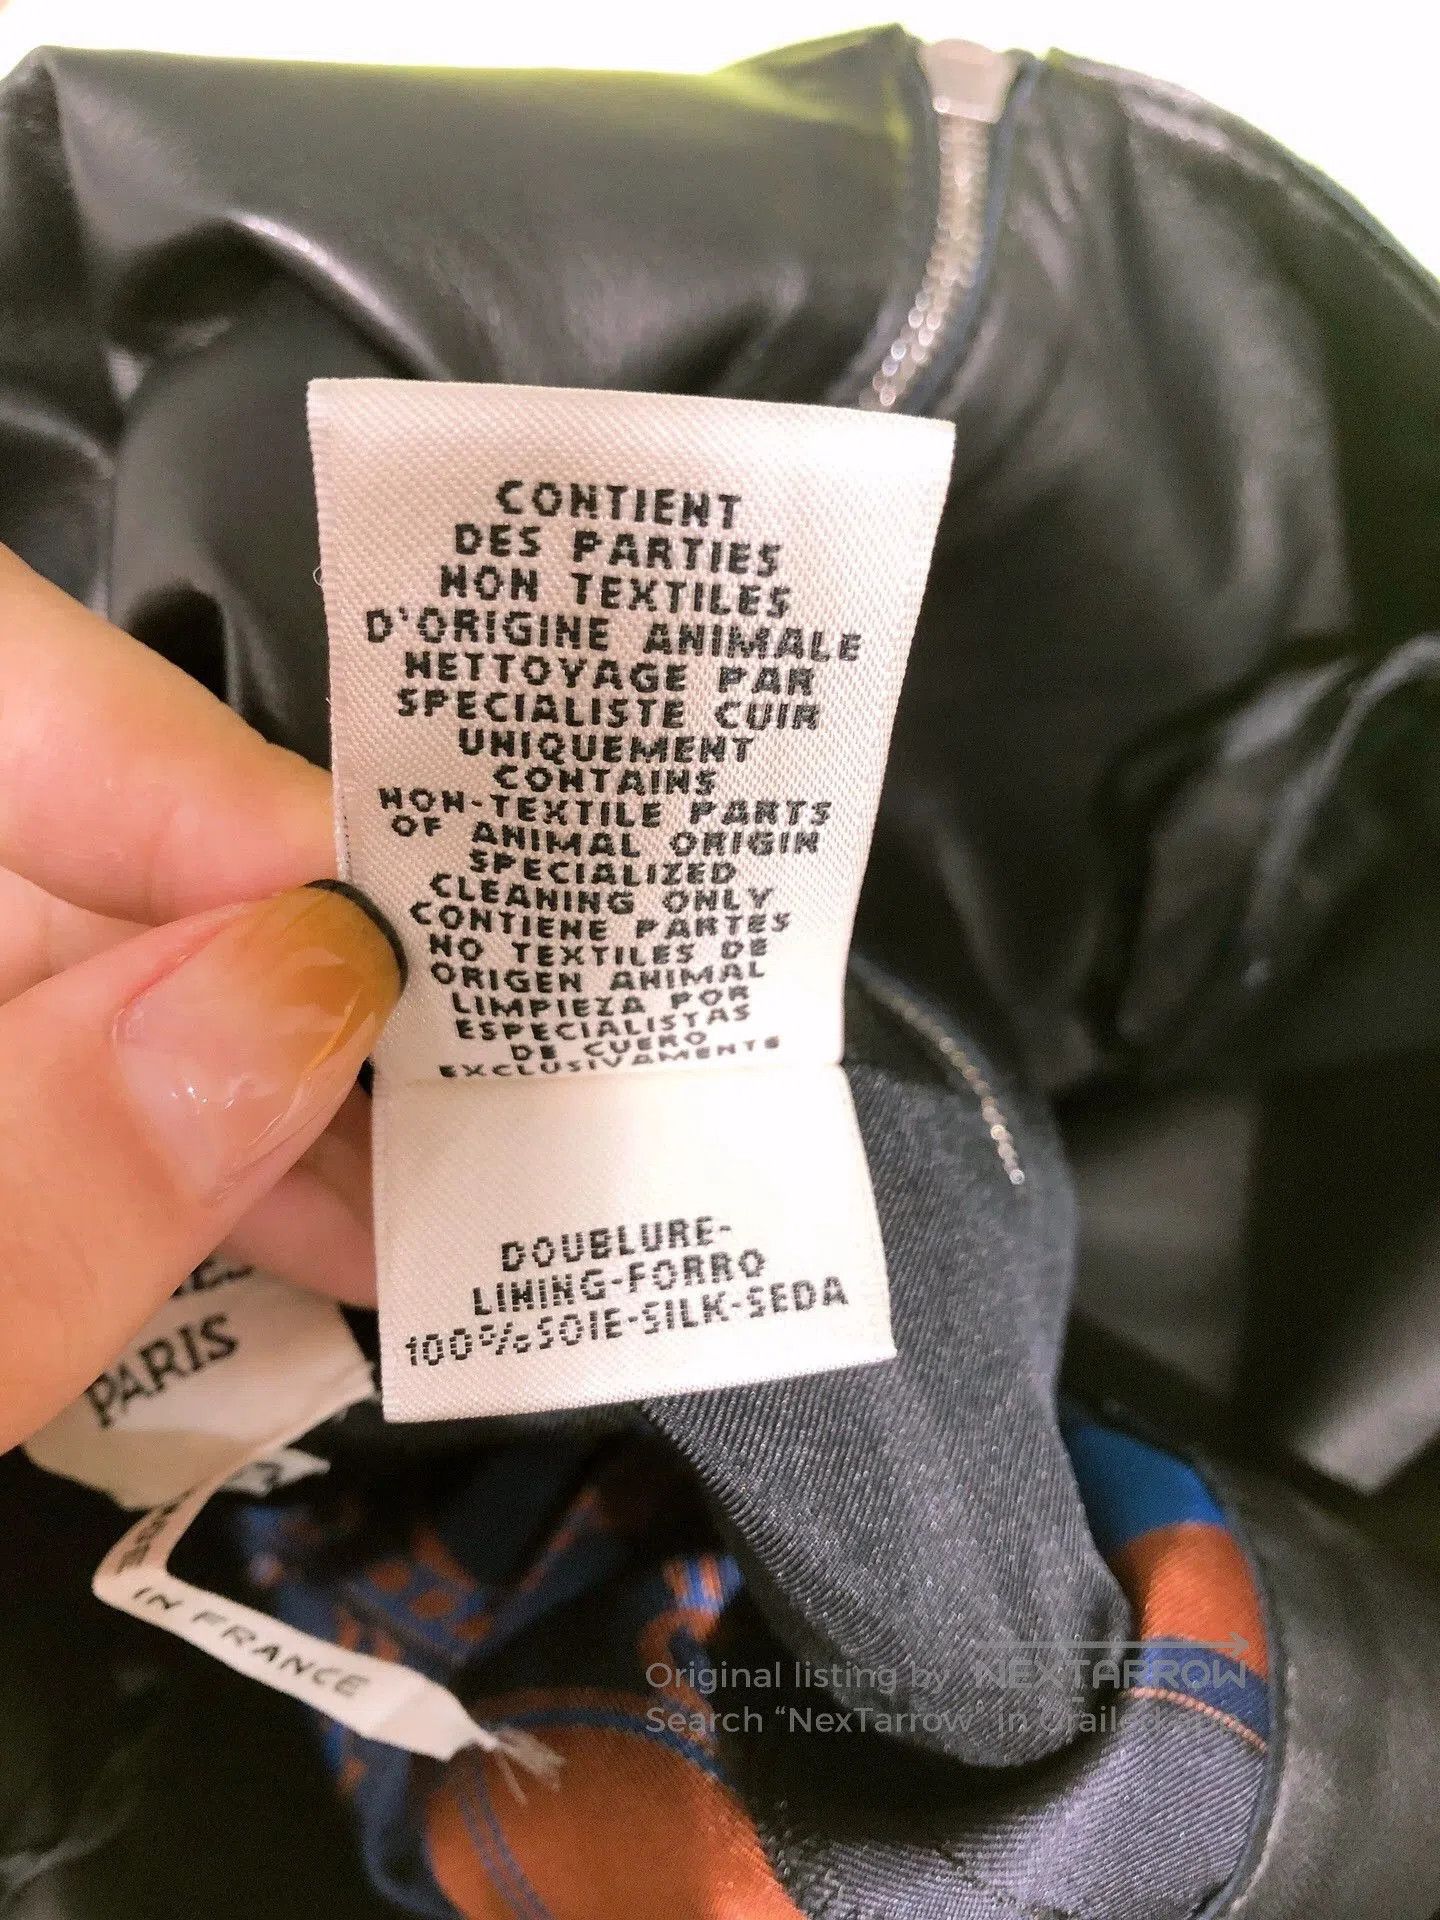 CONTIENT
DES PARTIES
NON TEXTILES
D'ORIGINE ANIMALE
NETTOYAGE PAR
SPECIALISTE CUIR
UNIQUEMENT
CONTAINS
NON-TEXTILE PARTS
OF ANIMAL ORIGIN
SPECIALIZED
CLEANING ONLY
CONTIENE PARTES
NO TEXTILES DE
ORIGEN ANIMAL
LIMPIEZA POR
ESPECIALISTAS
DE CUERO
EXCLUSIVAMENTE
DOUBLURE-
LINING-FORRO
100%SOIE-SILK-SEDA
PARIS
IN FRANCE
Original listing by NEXTARROW
Search “NexTarrow” in Grailed